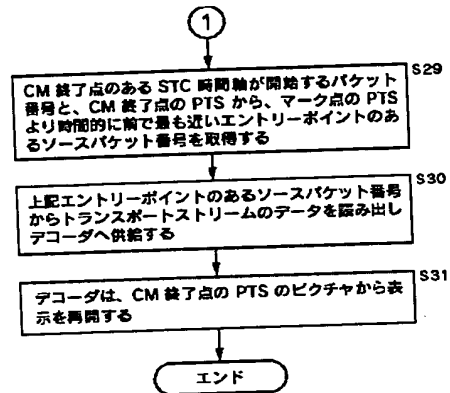 1
S29
CM 終了点のある STC 時間軸が開始するパケット
番号と、CM 終了点の PTS から、マーク点の PTS
より時間的に前で最も近いエントリーポイントのあ
るソースパケット番号を取得する
S30
上記エントリーポイントのあるソースパケット番号
からトランスポートストリームのデータを読み出し
デコーダへ供給する
S31
デコーダは、CM 終了点の PTS のピクチャから表
示を再開する
エンド